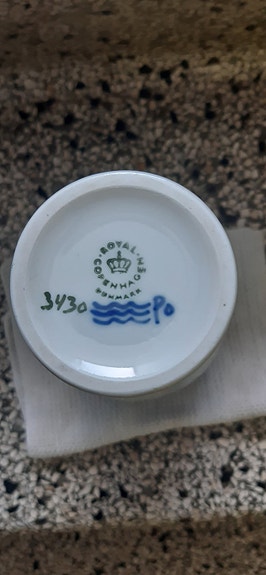 ROYAL
COPENHAGEN
DENMARK
3430 Po